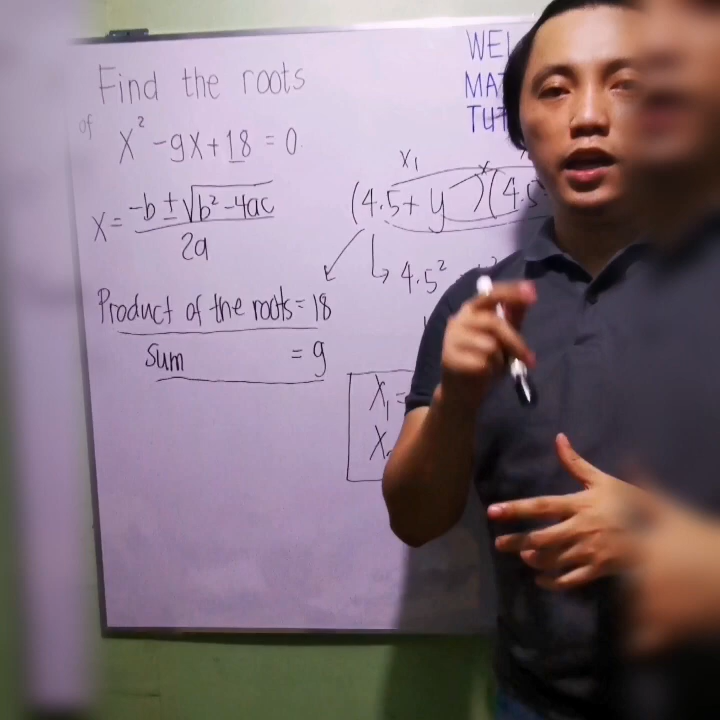 Find the roots
of
x² - 9x + 18 = 0
x = -b ± √b² - 4ac
2a
Product of the roots = 18
Sum = 9
WEL
MAT
TUT
x₁
(4.5 + y)(4.5
4.5²
x₁ =
x